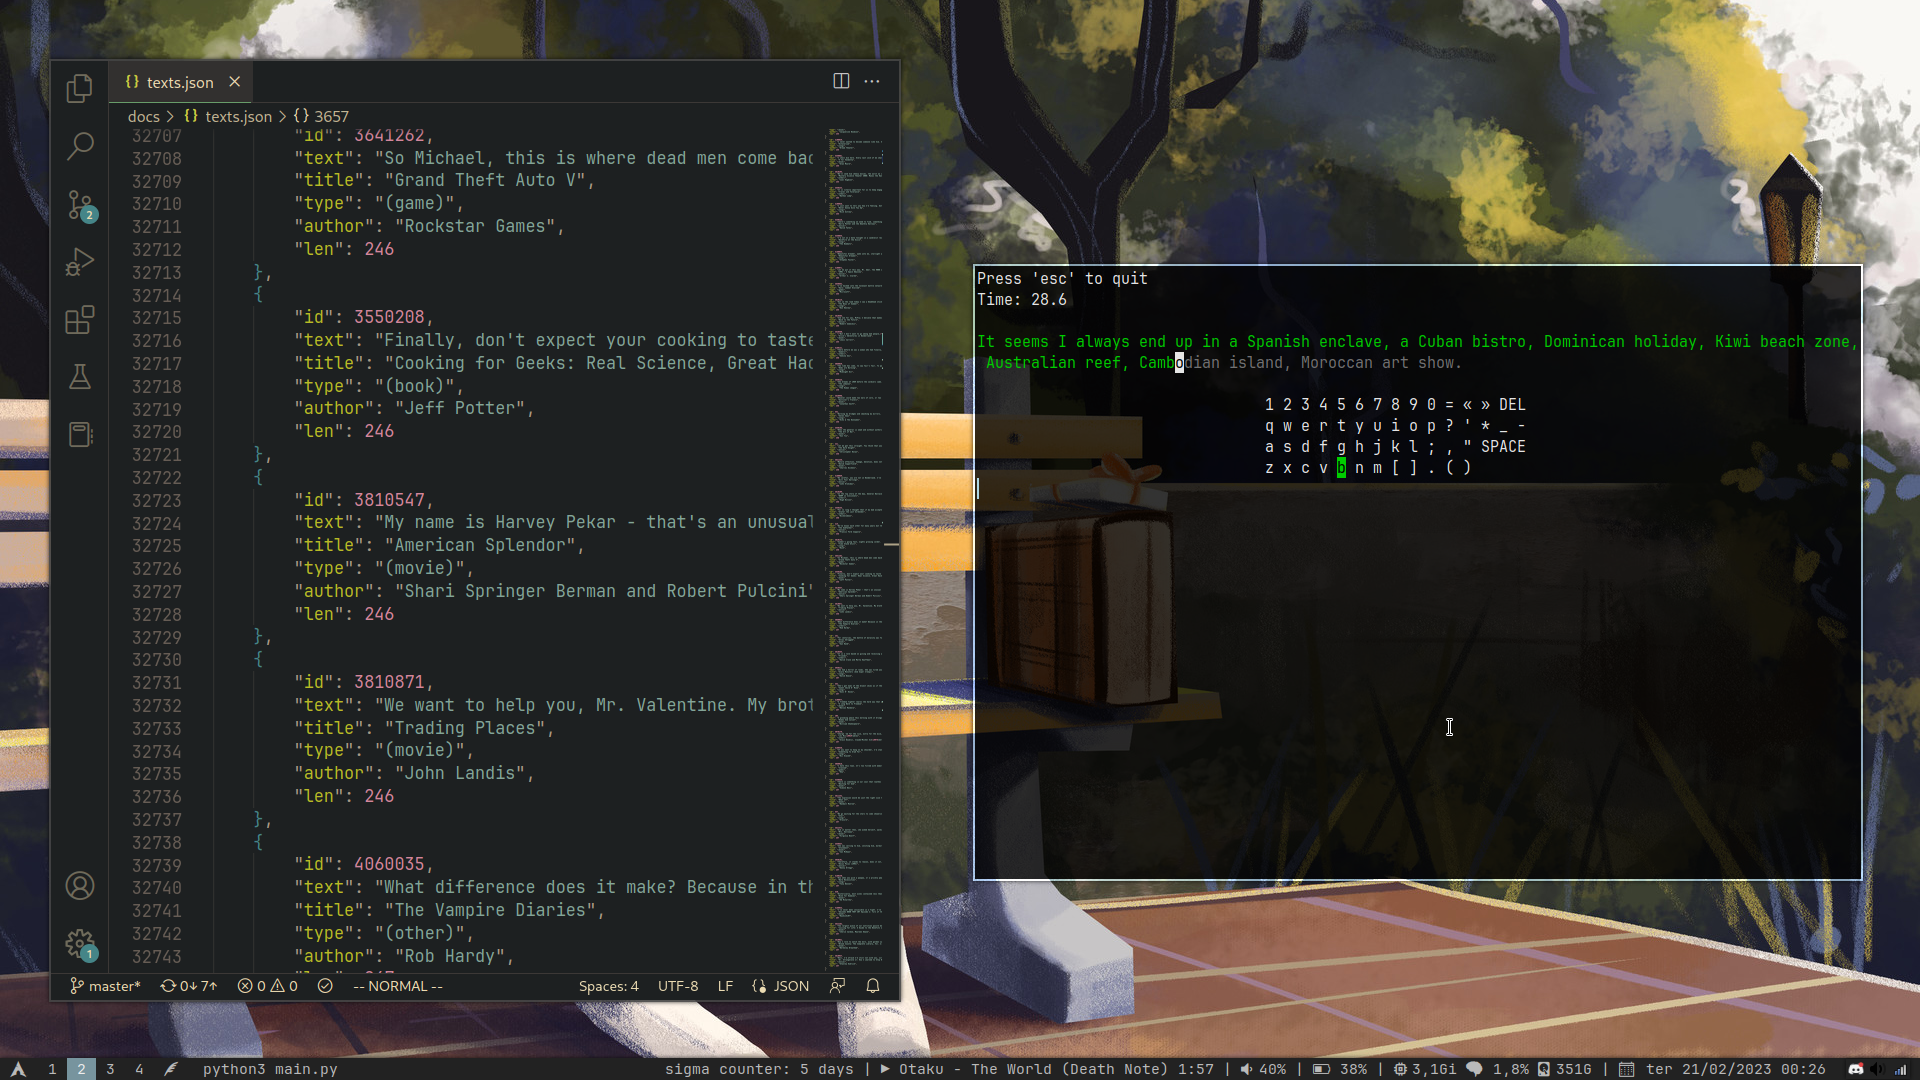 texts.json
docs > texts.json > {} 3657
32707 "id": 3641262,
32708 "text": "So Michael, this is where dead men come bac
32709 "title": "Grand Theft Auto V",
32710 "type": "(game)",
32711 "author": "Rockstar Games",
32712 "len": 246
32713 },
32714 {
32715 "id": 3550208,
32716 "text": "Finally, don't expect your cooking to taste
32717 "title": "Cooking for Geeks: Real Science, Great Hac
32718 "type": "(book)",
32719 "author": "Jeff Potter",
32720 "len": 246
32721 },
32722 {
32723 "id": 3810547,
32724 "text": "My name is Harvey Pekar - that's an unusual
32725 "title": "American Splendor",
32726 "type": "(movie)",
32727 "author": "Shari Springer Berman and Robert Pulcini"
32728 "len": 246
32729 },
32730 {
32731 "id": 3810871,
32732 "text": "We want to help you, Mr. Valentine. My brot
32733 "title": "Trading Places",
32734 "type": "(movie)",
32735 "author": "John Landis",
32736 "len": 246
32737 },
32738 {
32739 "id": 4060035,
32740 "text": "What difference does it make? Because in th
32741 "title": "The Vampire Diaries",
32742 "type": "(other)",
32743 "author": "Rob Hardy",
2
1
master* 0↓ 7↑ 0 0 -- NORMAL -- Spaces: 4 UTF-8 LF {} JSON
Press 'esc' to quit
Time: 28.6
It seems I always end up in a Spanish enclave, a Cuban bistro, Dominican holiday, Kiwi beach zone,
Australian reef, Cambodian island, Moroccan art show.
1 2 3 4 5 6 7 8 9 0 = « » DEL
q w e r t y u i o p ? ' * _ -
a s d f g h j k l ; , " SPACE
z x c v b n m [ ] . ( )
1 2 3 4 python3 main.py sigma counter: 5 days | ▶ Otaku - The World (Death Note) 1:57 | 40% | 38% | 3,1Gi 1,8% 351G | ter 21/02/2023 00:26